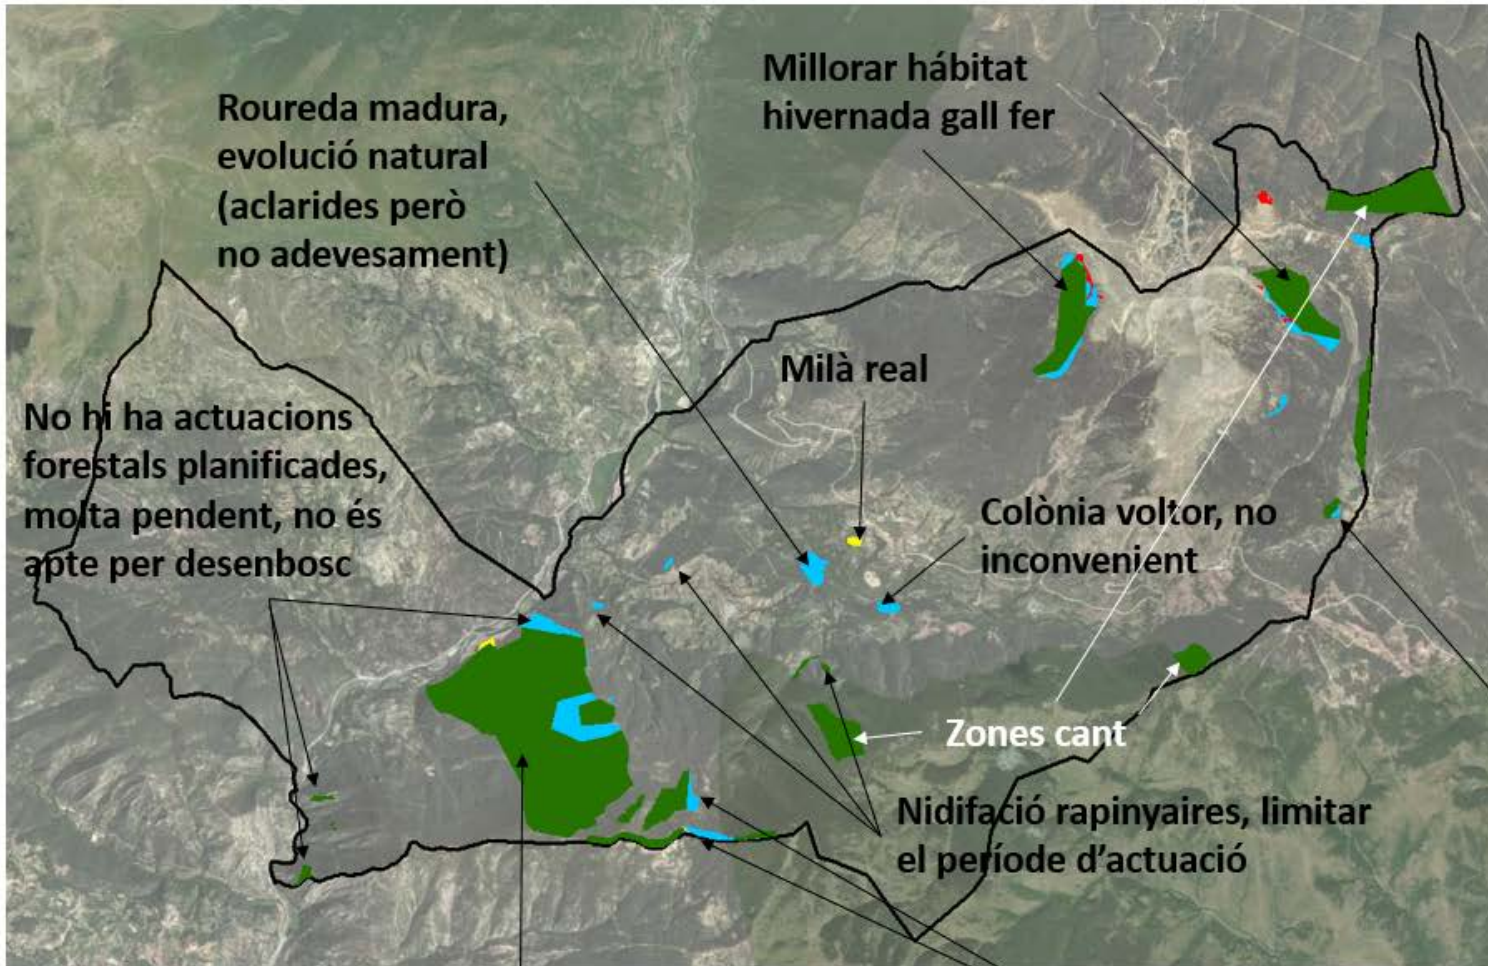 Roureda madura,
evolució natural
(aclarides però
no adevesament)
Millorar hábitat
hivernada gall fer
Milà real
No hi ha actuacions
forestals planificades,
molta pendent, no és
apte per desenbosc
Colònia voltor, no
inconvenient
Zones cant
Nidifació rapinyaires, limitar
el període d'actuació